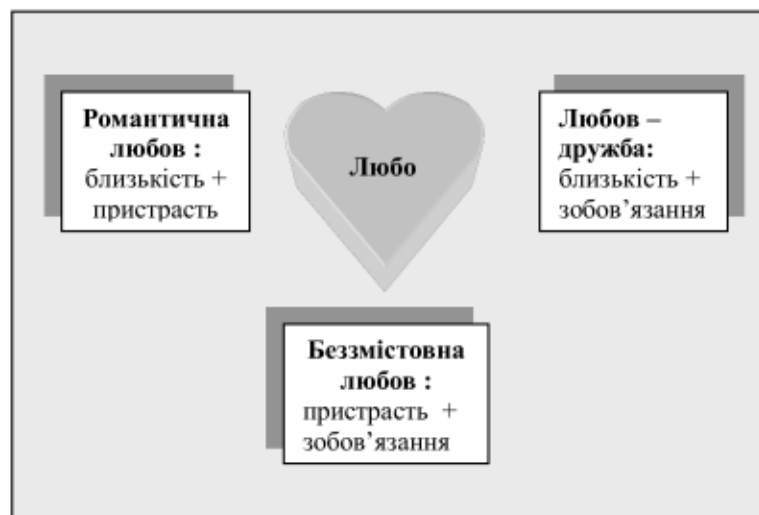 Романтична
любов :
близькість +
пристрасть
Любо
Любов –
дружба:
близькість +
зобов’язання
Беззмістовна
любов :
пристрасть +
зобов’язання